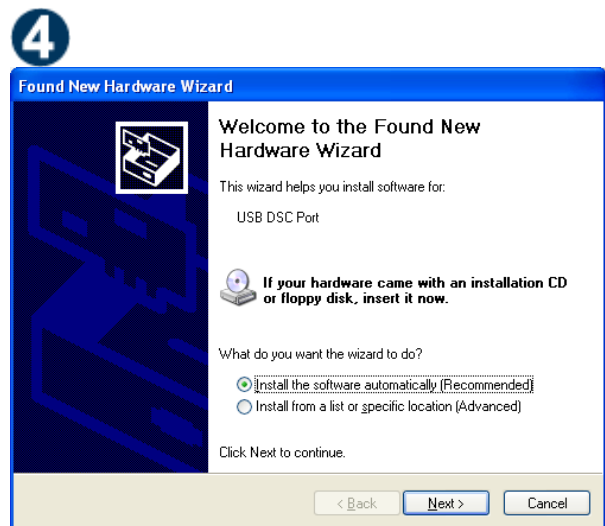 4
Found New Hardware Wizard
Welcome to the Found New
Hardware Wizard
This wizard helps you install software for:
USB DSC Port
If your hardware came with an installation CD
or floppy disk, insert it now.
What do you want the wizard to do?
Install the software automatically (Recommended)
Install from a list or specific location (Advanced)
Click Next to continue.
< Back Next > Cancel